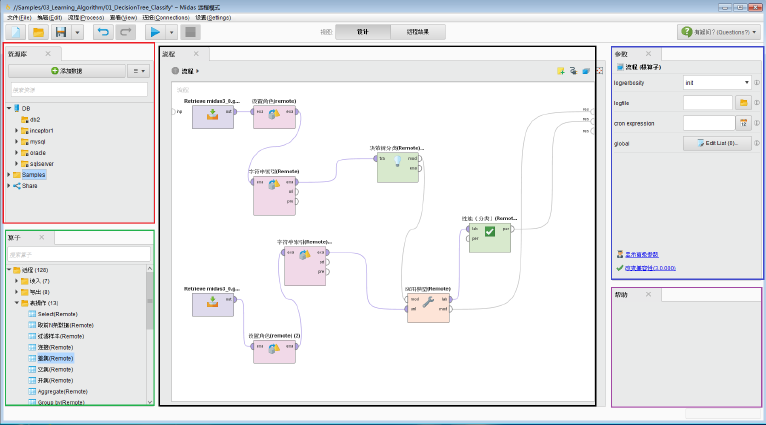 //Samples/03_Learning_Algorithm/01_DecisionTree_Classify* – Midas 远程模式
文件(File) 编辑(Edit) 流程(Process) 查看(View) 连接(Connections) 设置(Settings)
视图: 设计 流程结果
有疑问? (Questions?)
资源库
添加数据
搜索资源
DB
db2
inceptor1
mysql
oracle
sqlserver
Samples
Share
算子
搜索算子
远程 (128)
读入 (7)
写出 (8)
表操作 (13)
Select(Remote)
取前N条数据(Remote)
过滤样本(Remote)
连接(Remote)
差集(Remote)
交集(Remote)
并集(Remote)
Aggregate(Remote)
Group by(Remote)
流程
流程
流程
inp
Retrieve midas3_0.g...
out
设置角色(remote)
exa exa
字符串索引(Remote)
exa exa
ori
pre
决策树分类(Remote)...
tra mod
exa
性能（分类）(Remot...
lab per
per
字符串索引(Remote)...
exa exa
ori
pre
Retrieve midas3_0.g...
out
设置角色(remote) (2)
exa exa
应用模型(Remote)
mod lab
unl mod
res
res
res
参数
流程 (根算子)
logverbosity init
logfile
cron expression
global Edit List (0)...
显示高级参数
改变兼容性(3.0.000)
帮助